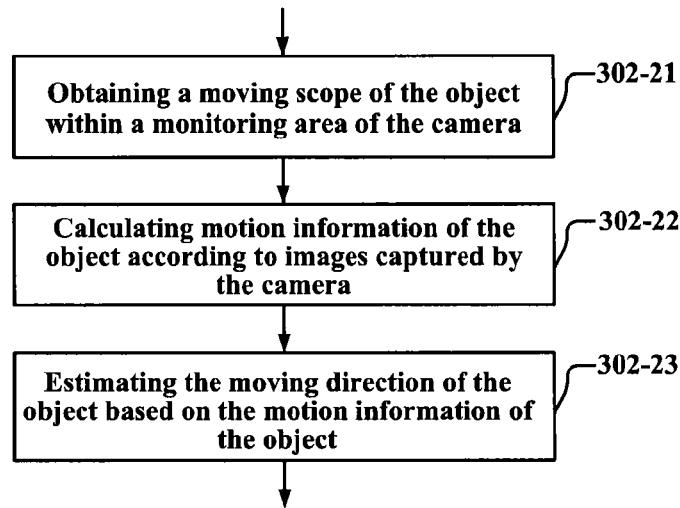 302-21
Obtaining a moving scope of the object
within a monitoring area of the camera
302-22
Calculating motion information of the
object according to images captured by
the camera
302-23
Estimating the moving direction of the
object based on the motion information of
the object